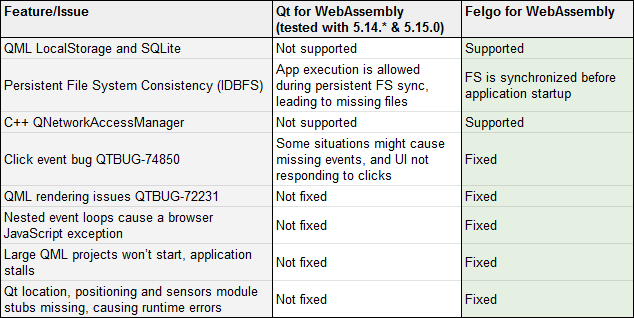 Feature/Issue
Qt for WebAssembly
(tested with 5.14.* & 5.15.0)
Felgo for WebAssembly
QML LocalStorage and SQLite
Not supported
Supported
Persistent File System Consistency (IDBFS)
App execution is allowed
during persistent FS sync,
leading to missing files
FS is synchronized before
application startup
C++ QNetworkAccessManager
Not supported
Supported
Click event bug QTBUG-74850
Some situations might cause
missing events, and UI not
responding to clicks
Fixed
QML rendering issues QTBUG-72231
Not fixed
Fixed
Nested event loops cause a browser
JavaScript exception
Not fixed
Fixed
Large QML projects won’t start, application
stalls
Not fixed
Fixed
Qt location, positioning and sensors module
stubs missing, causing runtime errors
Not fixed
Fixed